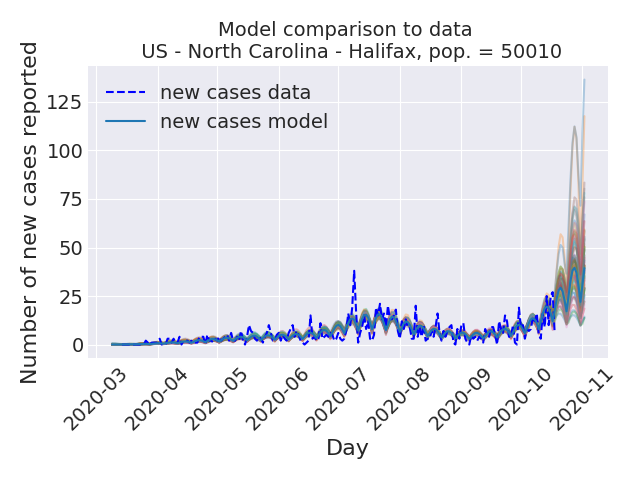 Model comparison to data
US - North Carolina - Halifax, pop. = 50010
Number of new cases reported
125
100
75
50
25
0
new cases data
new cases model
2020-03
2020-04
2020-05
2020-06
2020-07
2020-08
2020-09
2020-10
2020-11
Day